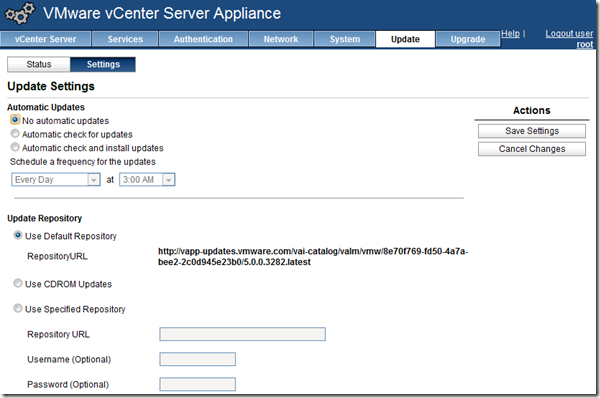 VMware vCenter Server Appliance
Help | Logout user root
vCenter Server Services Authentication Network System Update Upgrade
Status Settings
Update Settings
Automatic Updates
No automatic updates
Automatic check for updates
Automatic check and install updates
Schedule a frequency for the updates
Every Day at 3:00 AM
Actions
Save Settings
Cancel Changes
Update Repository
Use Default Repository
RepositoryURL http://vapp-updates.vmware.com/vai-catalog/valm/vmw/8e70f769-fd50-4a7a-
bee2-2c0d945e23b0/5.0.0.3282.latest
Use CDROM Updates
Use Specified Repository
Repository URL
Username (Optional)
Password (Optional)